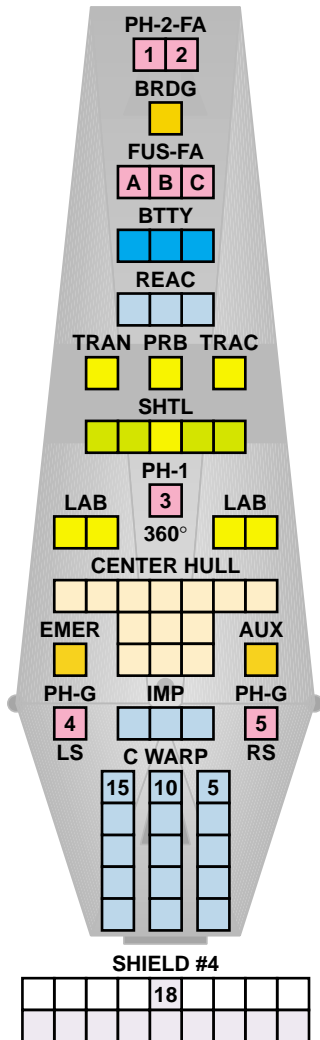 PH-2-FA
1 2
BRDG
FUS-FA
A B C
BTTY
REAC
TRAN PRB TRAC
SHTL
PH-1
3
LAB LAB
360°
CENTER HULL
EMER AUX
PH-G IMP PH-G
4 5
LS RS
C WARP
15 10 5
SHIELD #4
18